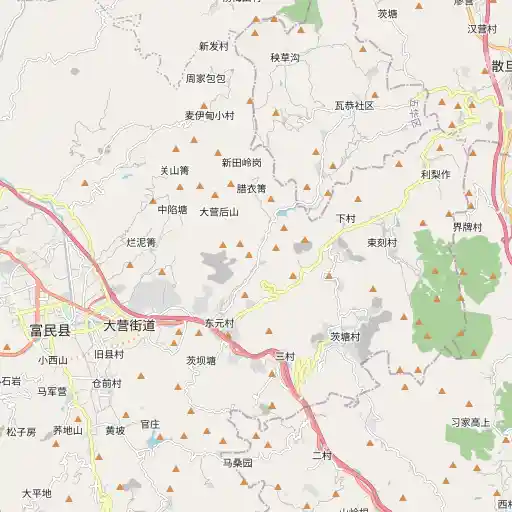 茨塘
汉营村
新发村
秧草沟
散旦
周家包包
瓦恭社区
五华区
麦伊甸小村
新田岭岗
关山箐
利梨作
腊衣箐
中陷塘
大营后山
下村
界牌村
烂泥箐
束刻村
富民县
大营街道
东元村
茨塘村
旧县村
小西山
茨坝塘
三村
小石岩
仓前村
马军营
官庄
习家高上
松子房
荞地山
黄坡
二村
马桑园
大平地